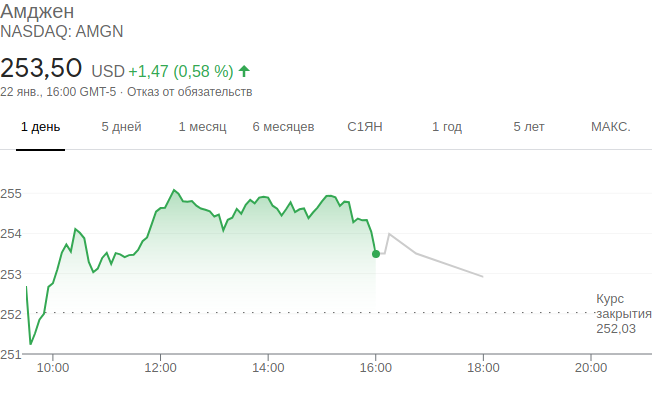 Амджен
NASDAQ: AMGN
253,50 USD +1,47 (0,58 %)
22 янв., 16:00 GMT-5 · Отказ от обязательств
1 день 5 дней 1 месяц 6 месяцев С1ЯН 1 год 5 лет МАКС.
255
254
253
252
251
Курс
закрытия
252,03
10:00 12:00 14:00 16:00 18:00 20:00